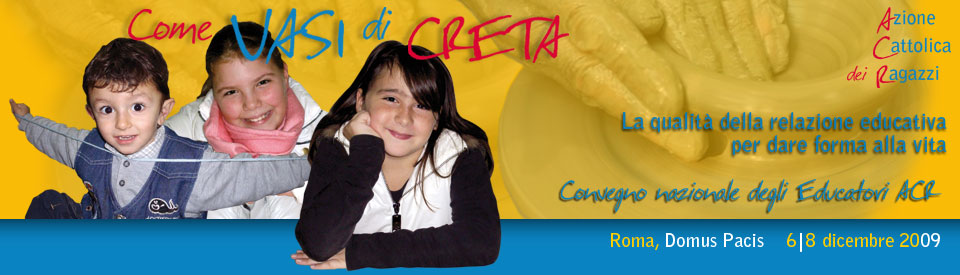 Come VASI di CRETA
Azione
Cattolica
dei Ragazzi
La qualità della relazione educativa
per dare forma alla vita
Convegno nazionale degli Educatori ACR
Roma, Domus Pacis 6|8 dicembre 2009